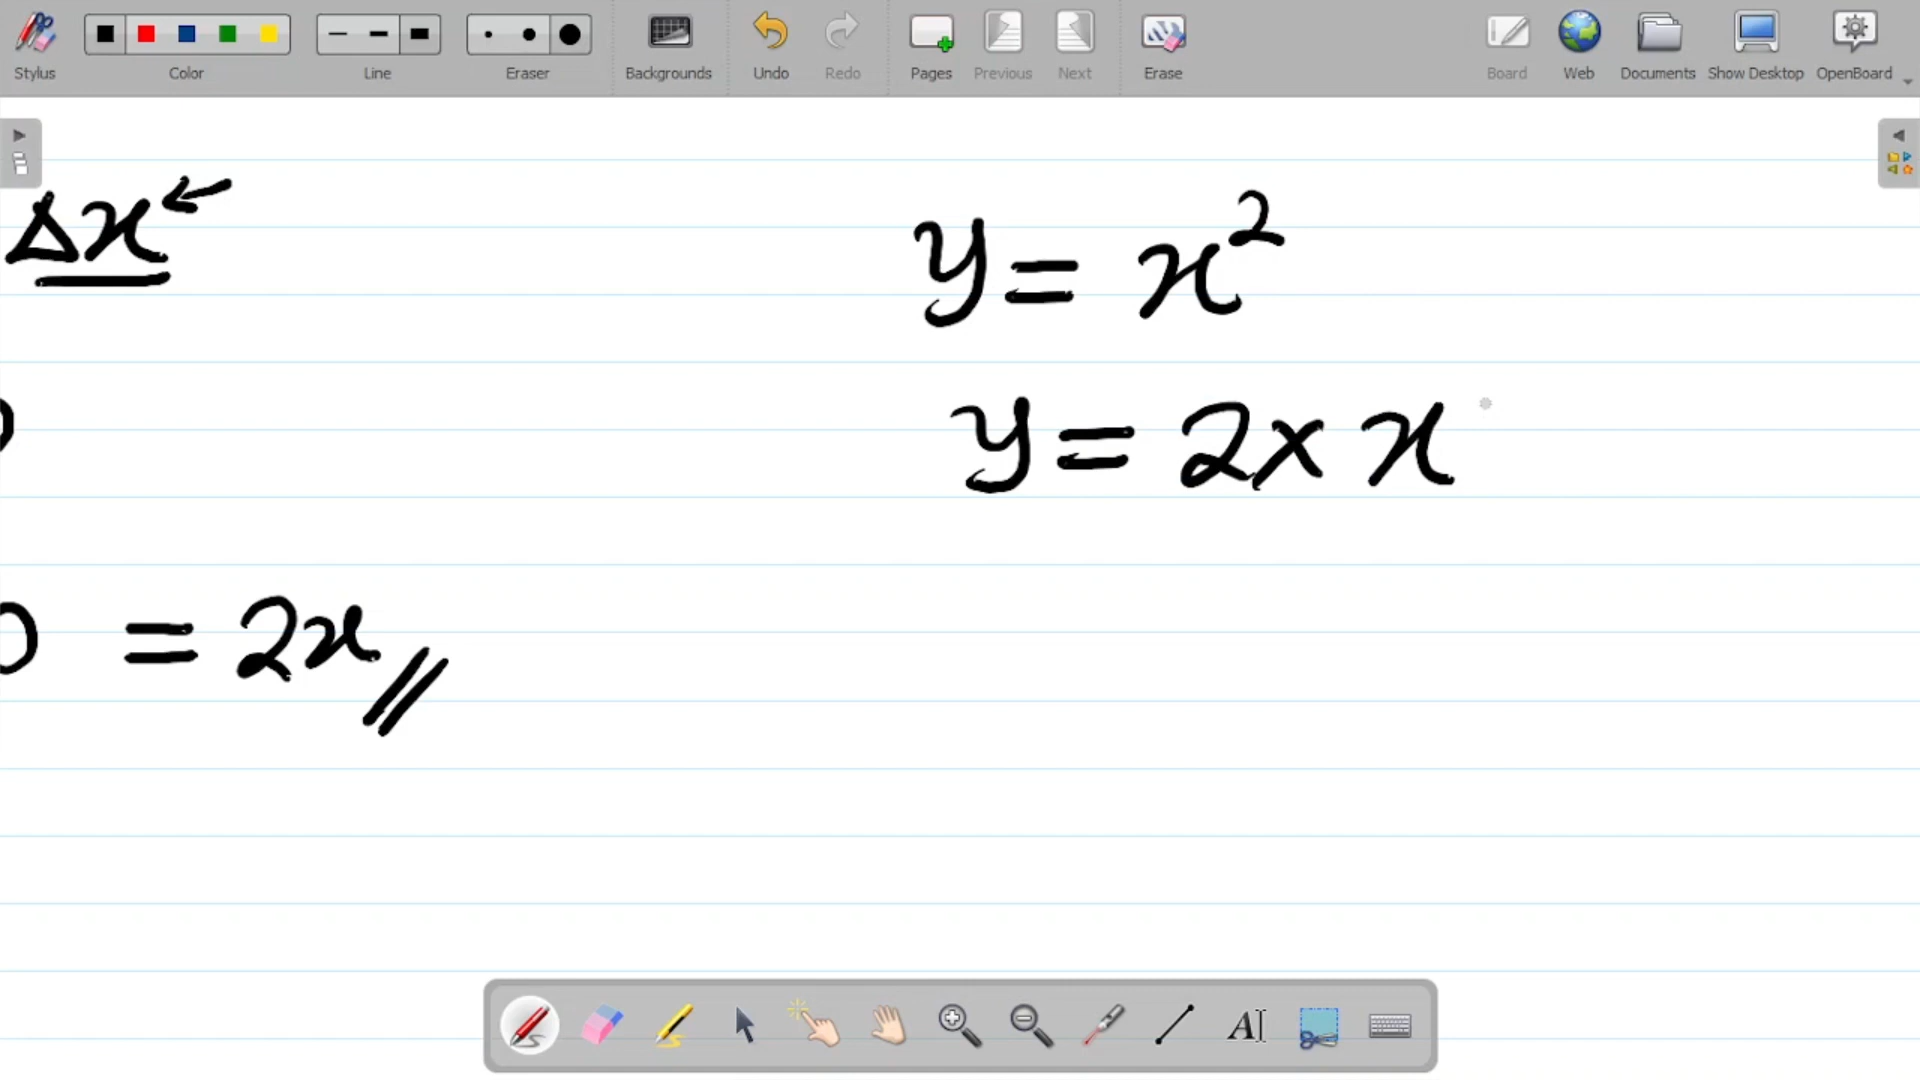 Stylus Color Line Eraser Backgrounds Undo Redo Pages Previous Next Erase Board Web Documents Show Desktop OpenBoard
Δx
= 2x
y = x²
y = 2 × x